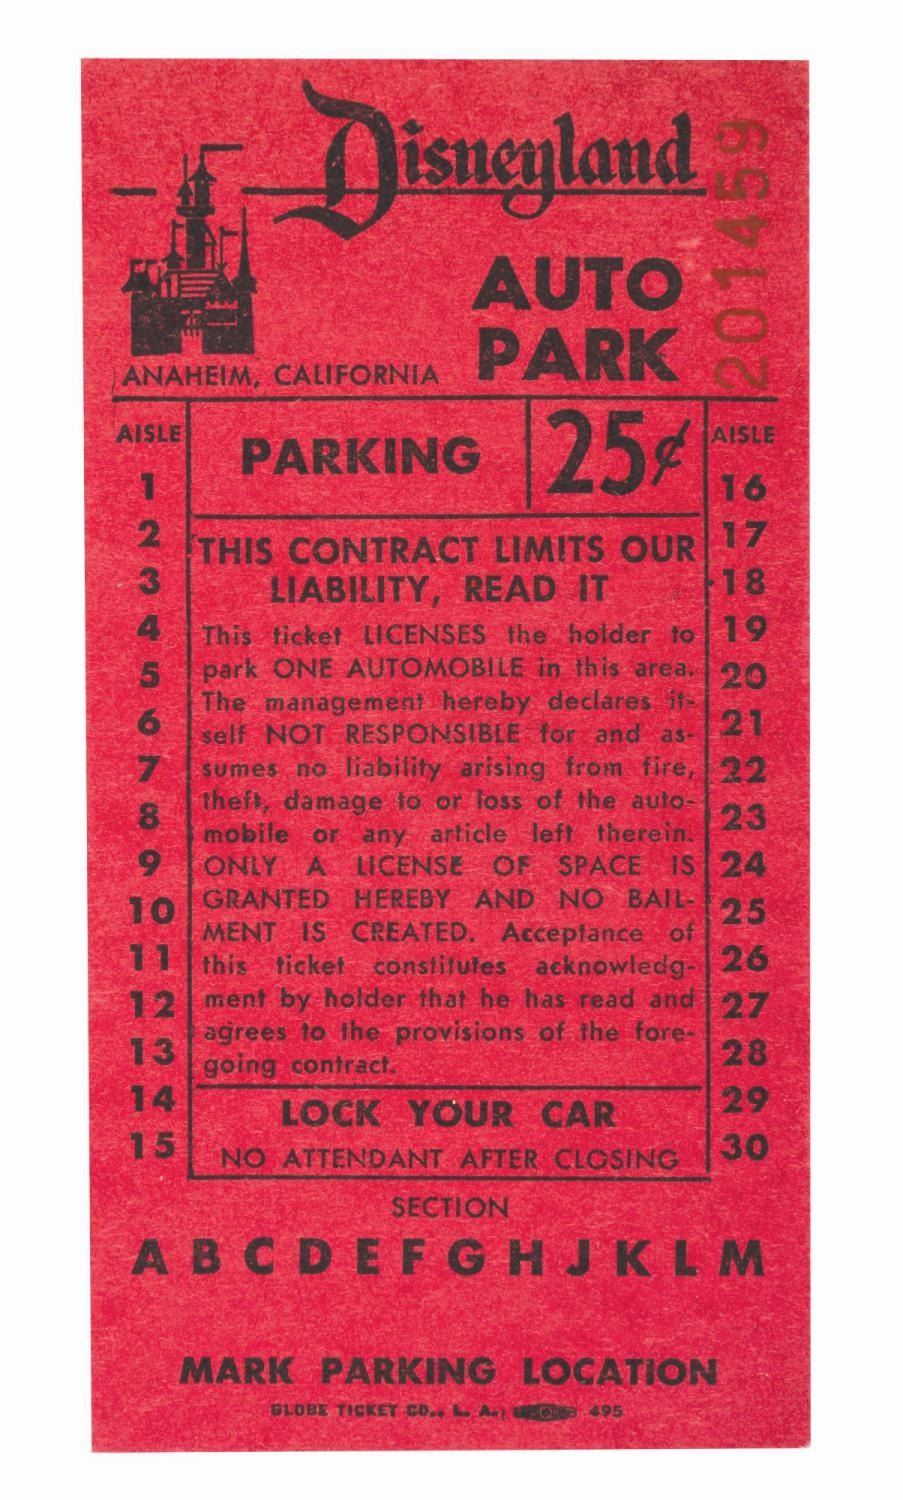 Disneyland
201459
AUTO
PARK
ANAHEIM, CALIFORNIA
AISLE
1
2
3
4
5
6
7
8
9
10
11
12
13
14
15
PARKING
25¢
THIS CONTRACT LIMITS OUR
LIABILITY, READ IT
This ticket LICENSES the holder to
park ONE AUTOMOBILE in this area.
The management hereby declares it-
self NOT RESPONSIBLE for and as-
sumes no liability arising from fire,
theft, damage to or loss of the auto-
mobile or any article left therein.
ONLY A LICENSE OF SPACE IS
GRANTED HEREBY AND NO BAIL-
MENT IS CREATED. Acceptance of
this ticket constitutes acknowledg-
ment by holder that he has read and
agrees to the provisions of the fore-
going contract.
LOCK YOUR CAR
NO ATTENDANT AFTER CLOSING
AISLE
16
17
18
19
20
21
22
23
24
25
26
27
28
29
30
SECTION
A B C D E F G H J K L M
MARK PARKING LOCATION
GLOBE TICKET CO., L. A., 495